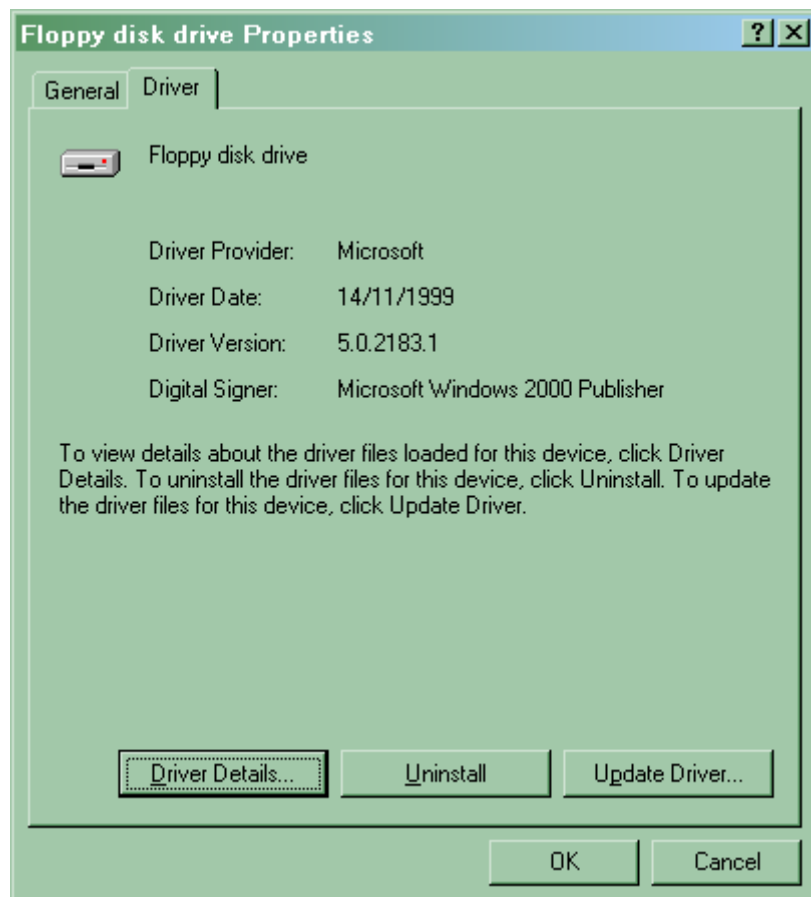 Floppy disk drive Properties
General Driver
Floppy disk drive
Driver Provider: Microsoft
Driver Date: 14/11/1999
Driver Version: 5.0.2183.1
Digital Signer: Microsoft Windows 2000 Publisher
To view details about the driver files loaded for this device, click Driver
Details. To uninstall the driver files for this device, click Uninstall. To update
the driver files for this device, click Update Driver.
Driver Details... Uninstall Update Driver...
OK Cancel